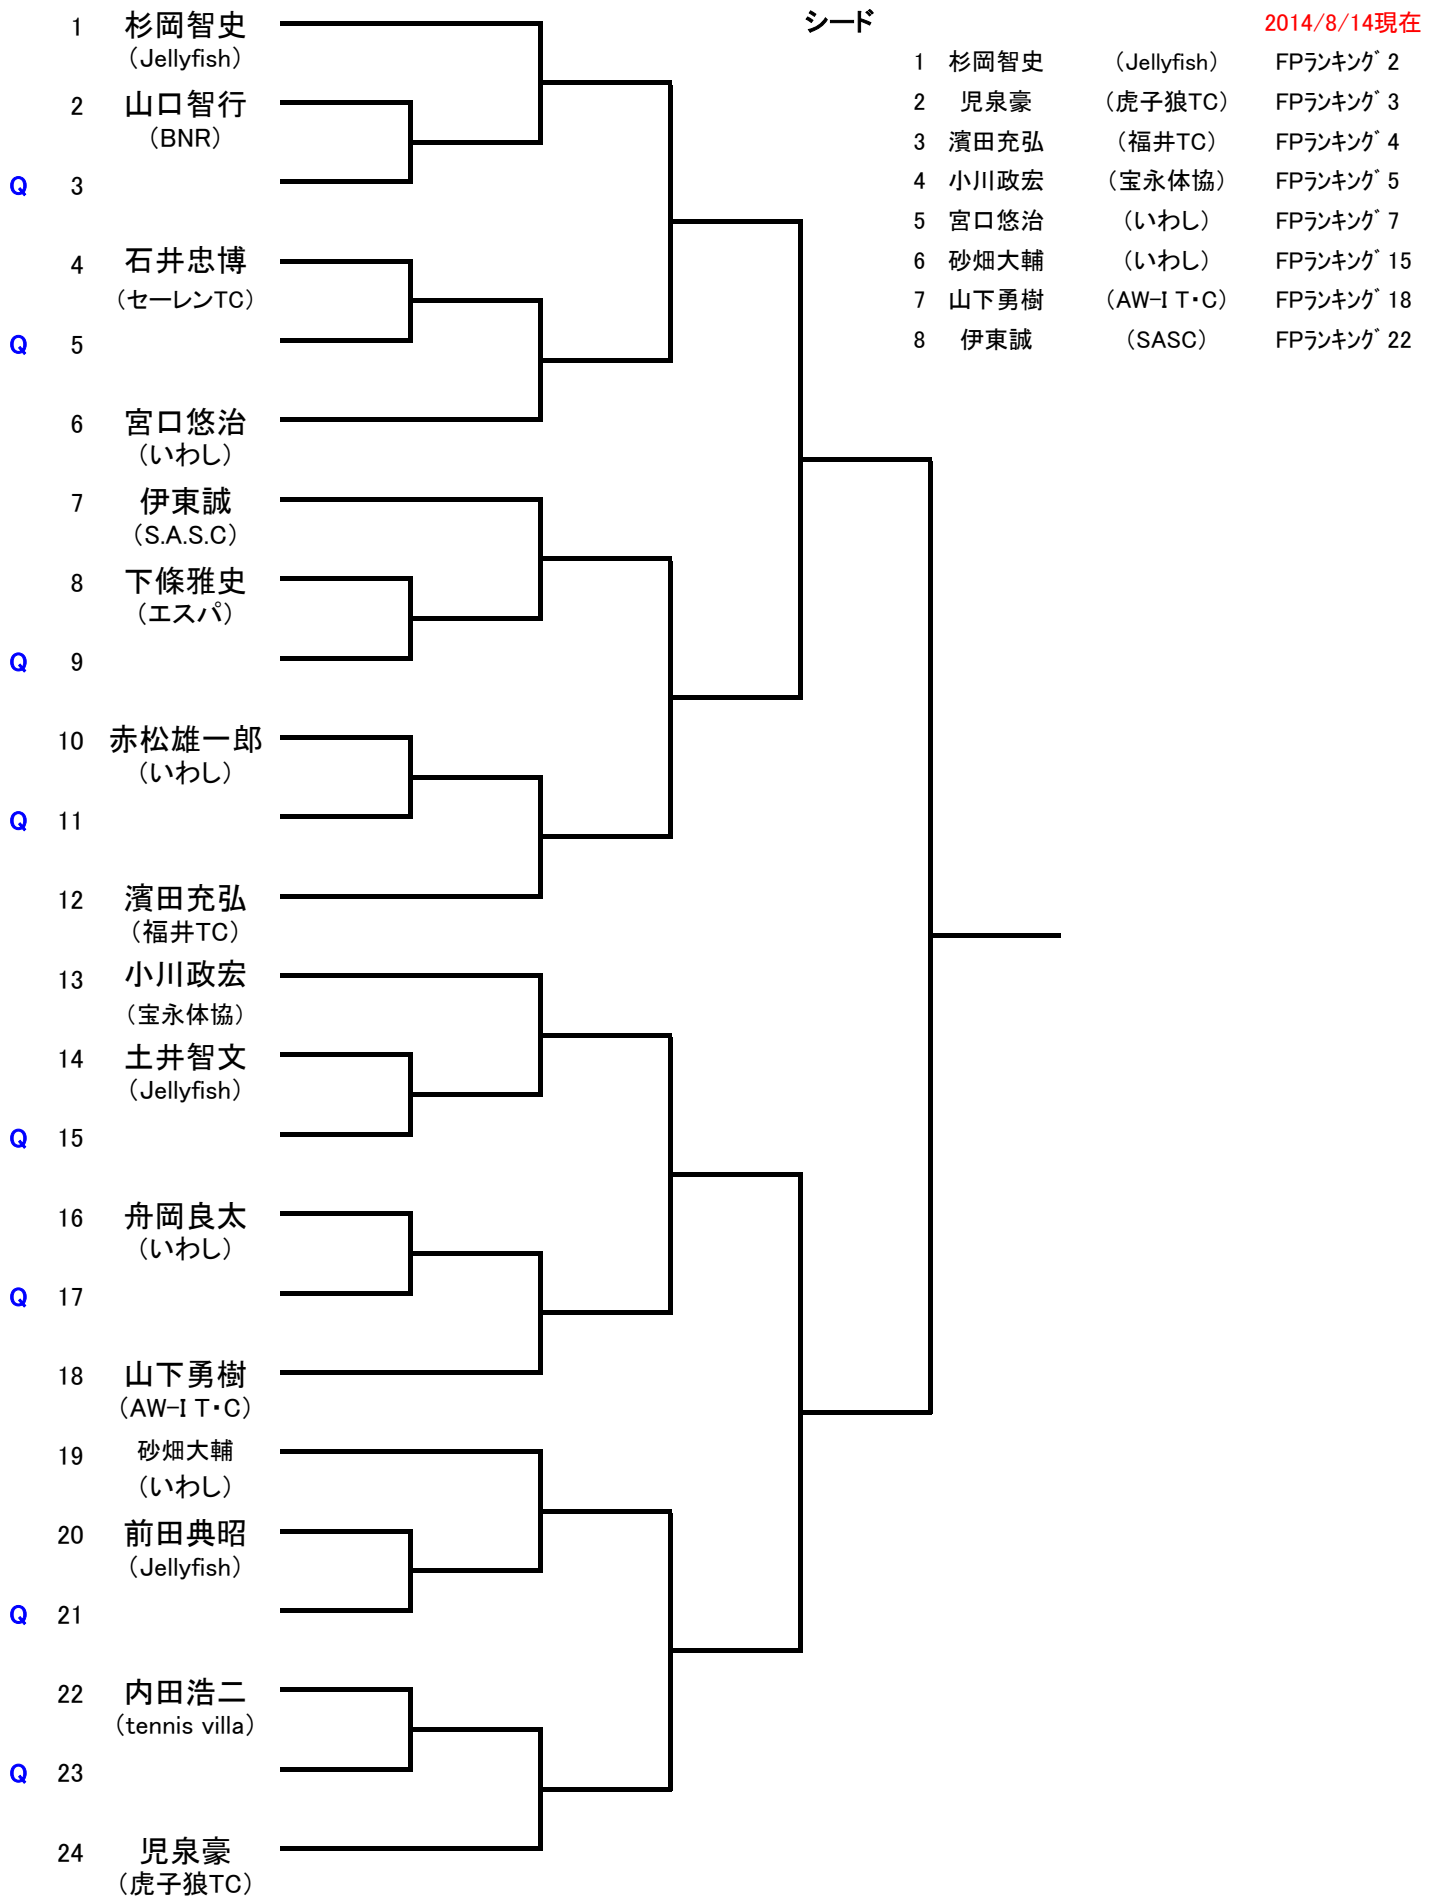 1 杉岡智史
（Jellyfish）
2 山口智行
（BNR）
Q 3
4 石井忠博
（セーレンTC）
Q 5
6 宮口悠治
（いわし）
7 伊東誠
（S.A.S.C）
8 下條雅史
（エスパ）
Q 9
10 赤松雄一郎
（いわし）
Q 11
12 濱田充弘
（福井TC）
13 小川政宏
（宝永体協）
14 土井智文
（Jellyfish）
Q 15
16 舟岡良太
（いわし）
Q 17
18 山下勇樹
（AW-I T・C）
19 砂畑大輔
（いわし）
20 前田典昭
（Jellyfish）
Q 21
22 内田浩二
（tennis villa）
Q 23
24 児泉豪
（虎子狼TC）
シード 2014/8/14現在
1 杉岡智史 （Jellyfish） FPﾗﾝｷﾝｸﾞ 2
2 児泉豪 （虎子狼TC） FPﾗﾝｷﾝｸﾞ 3
3 濱田充弘 （福井TC） FPﾗﾝｷﾝｸﾞ 4
4 小川政宏 （宝永体協） FPﾗﾝｷﾝｸﾞ 5
5 宮口悠治 （いわし） FPﾗﾝｷﾝｸﾞ 7
6 砂畑大輔 （いわし） FPﾗﾝｷﾝｸﾞ 15
7 山下勇樹 （AW-I T・C） FPﾗﾝｷﾝｸﾞ 18
8 伊東誠 （SASC） FPﾗﾝｷﾝｸﾞ 22